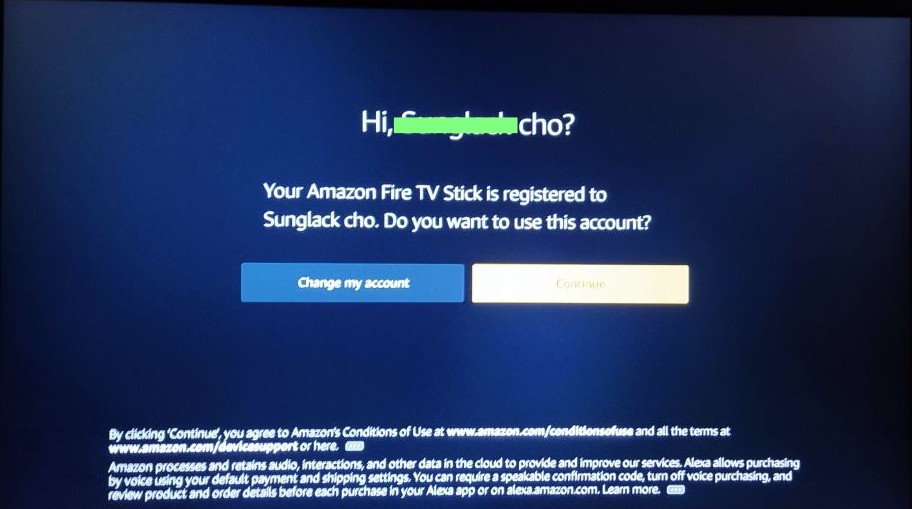 Hi, cho?
Your Amazon Fire TV Stick is registered to
Sunglack cho. Do you want to use this account?
Change my account
Continue
By clicking 'Continue', you agree to Amazon's Conditions of Use at www.amazon.com/conditionsofuse and all the terms at
www.amazon.com/devicesupport or here.
Amazon processes and retains audio, interactions, and other data in the cloud to provide and improve our services. Alexa allows purchasing
by voice using your default payment and shipping settings. You can require a speakable confirmation code, turn off voice purchasing, and
review product and order details before each purchase in your Alexa app or on alexa.amazon.com. Learn more.